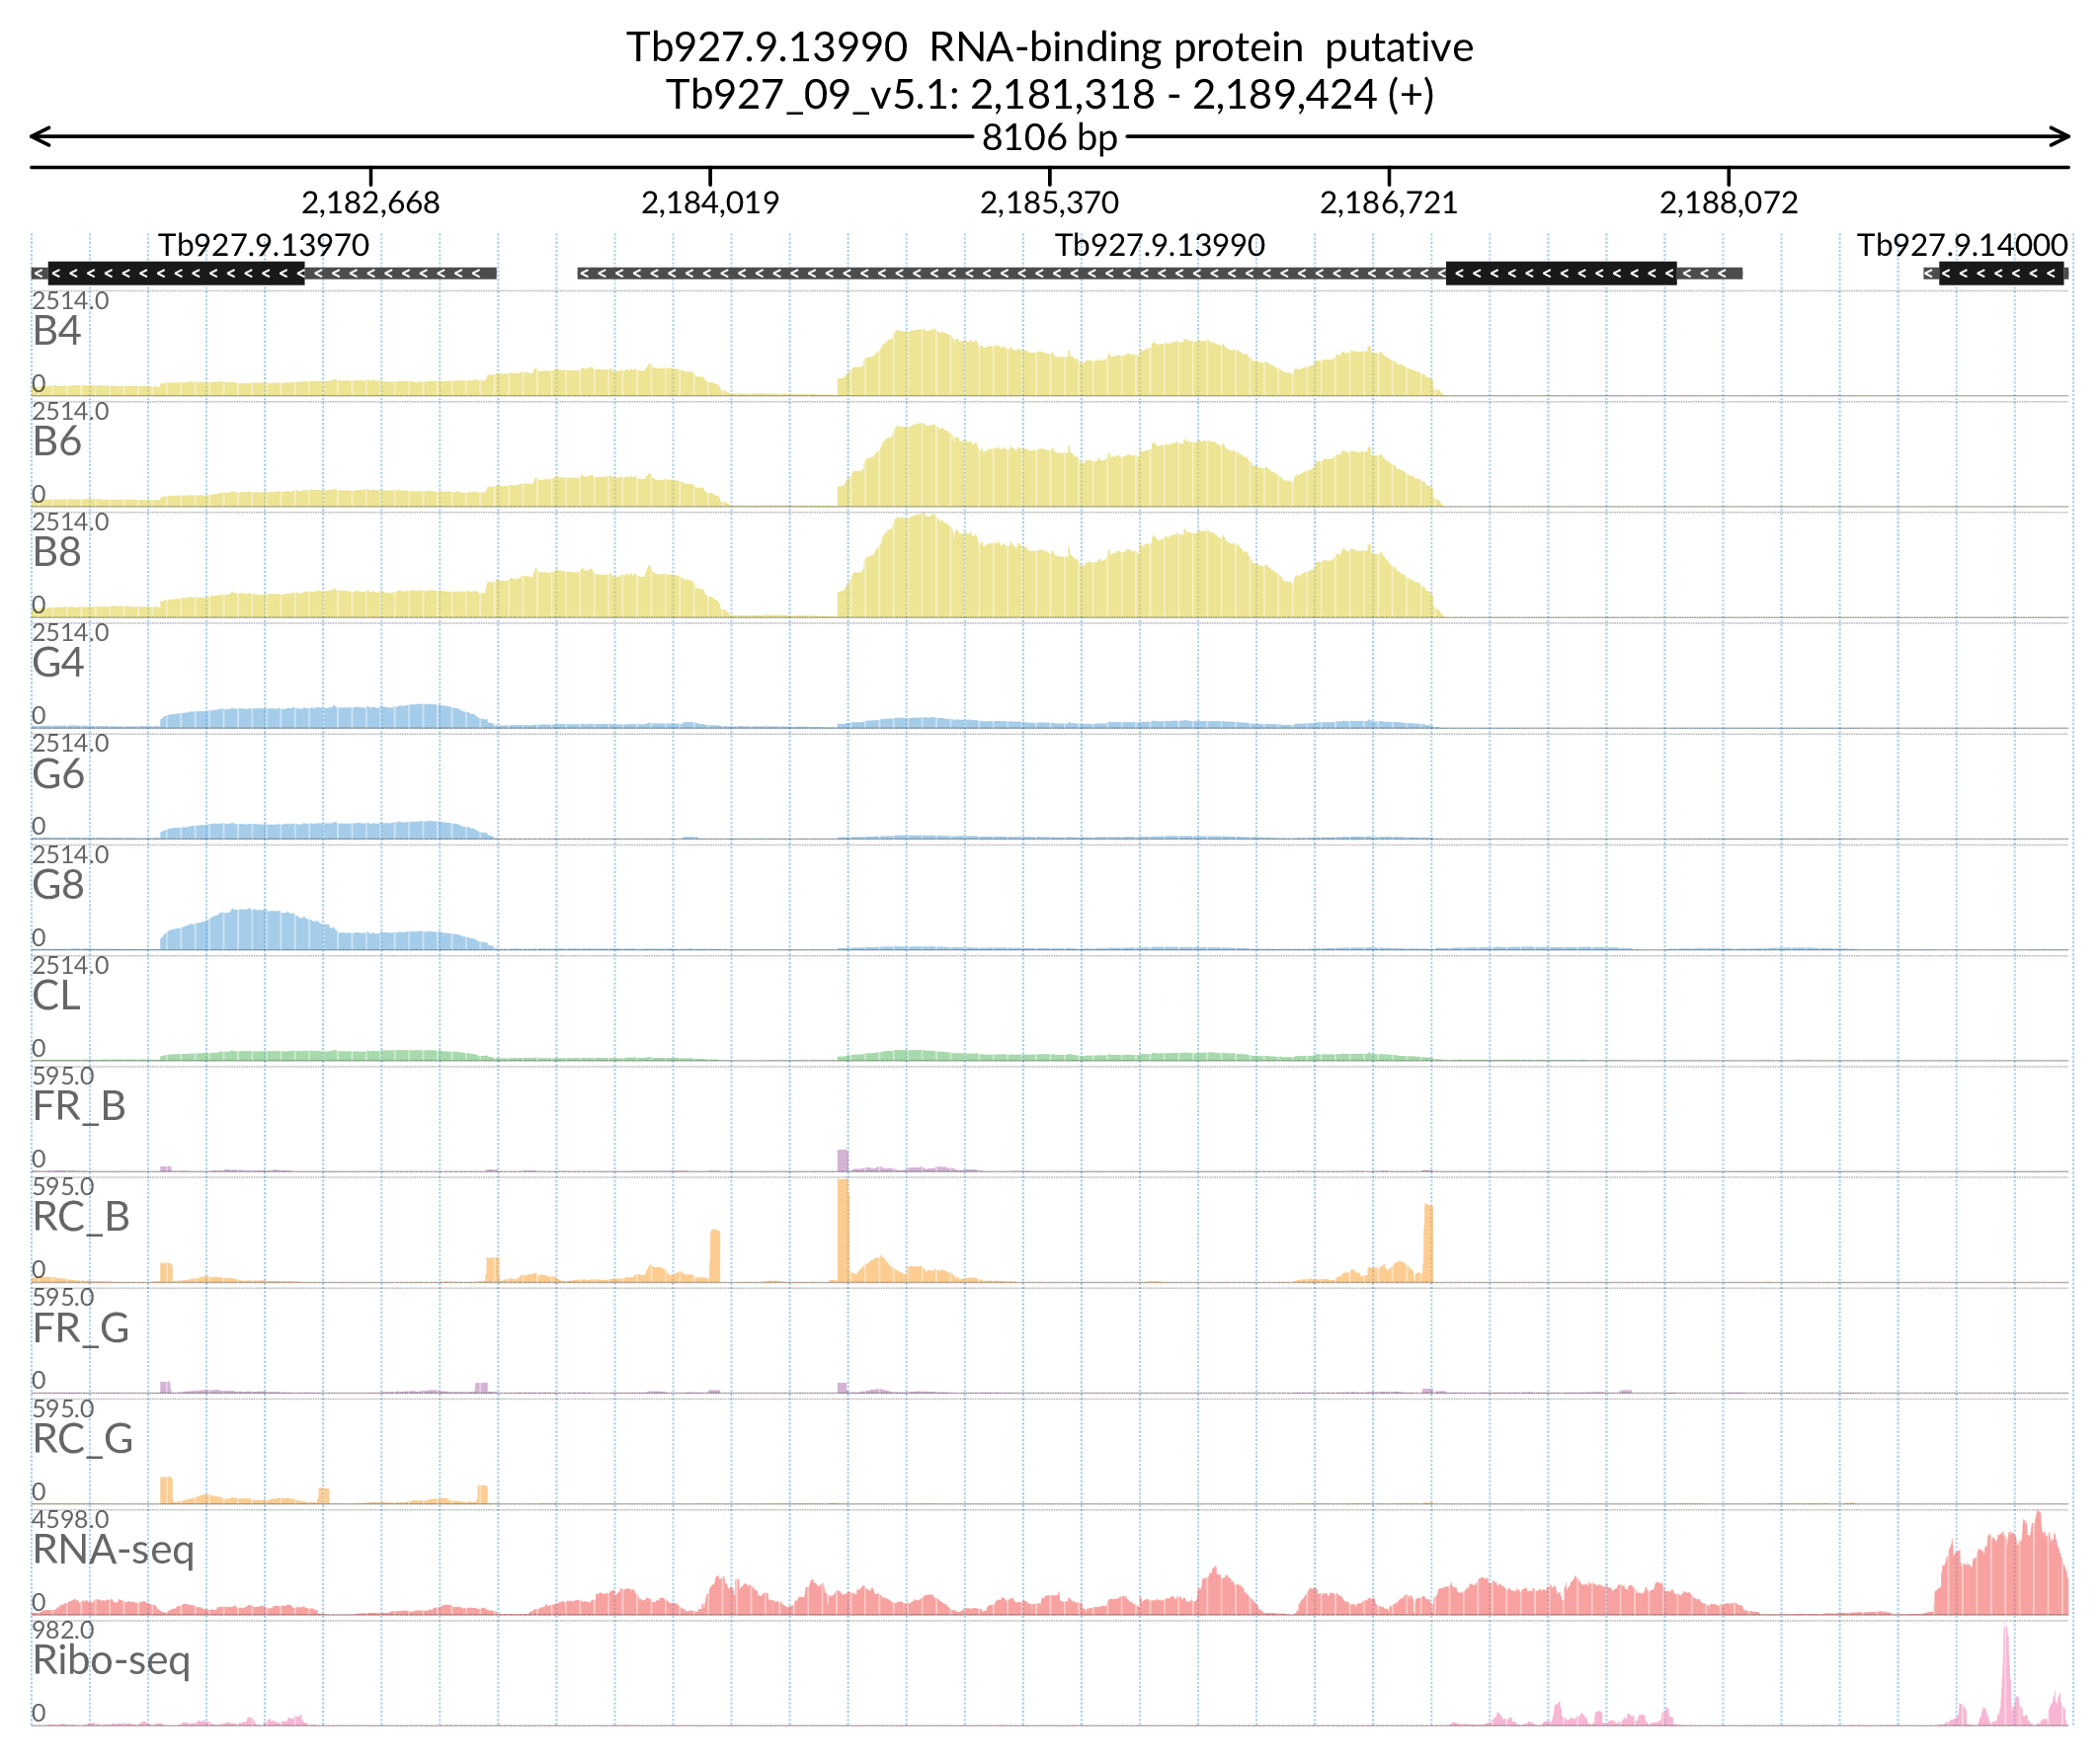 Tb927.9.13990  RNA-binding protein  putative
Tb927_09_v5.1: 2,181,318 - 2,189,424 (+)
8106 bp
2,182,668 2,184,019 2,185,370 2,186,721 2,188,072
Tb927.9.13970 Tb927.9.13990 Tb927.9.14000
2514.0
B4
0
2514.0
B6
0
2514.0
B8
0
2514.0
G4
0
2514.0
G6
0
2514.0
G8
0
2514.0
CL
0
595.0
FR_B
0
595.0
RC_B
0
595.0
FR_G
0
595.0
RC_G
0
4598.0
RNA-seq
0
982.0
Ribo-seq
0